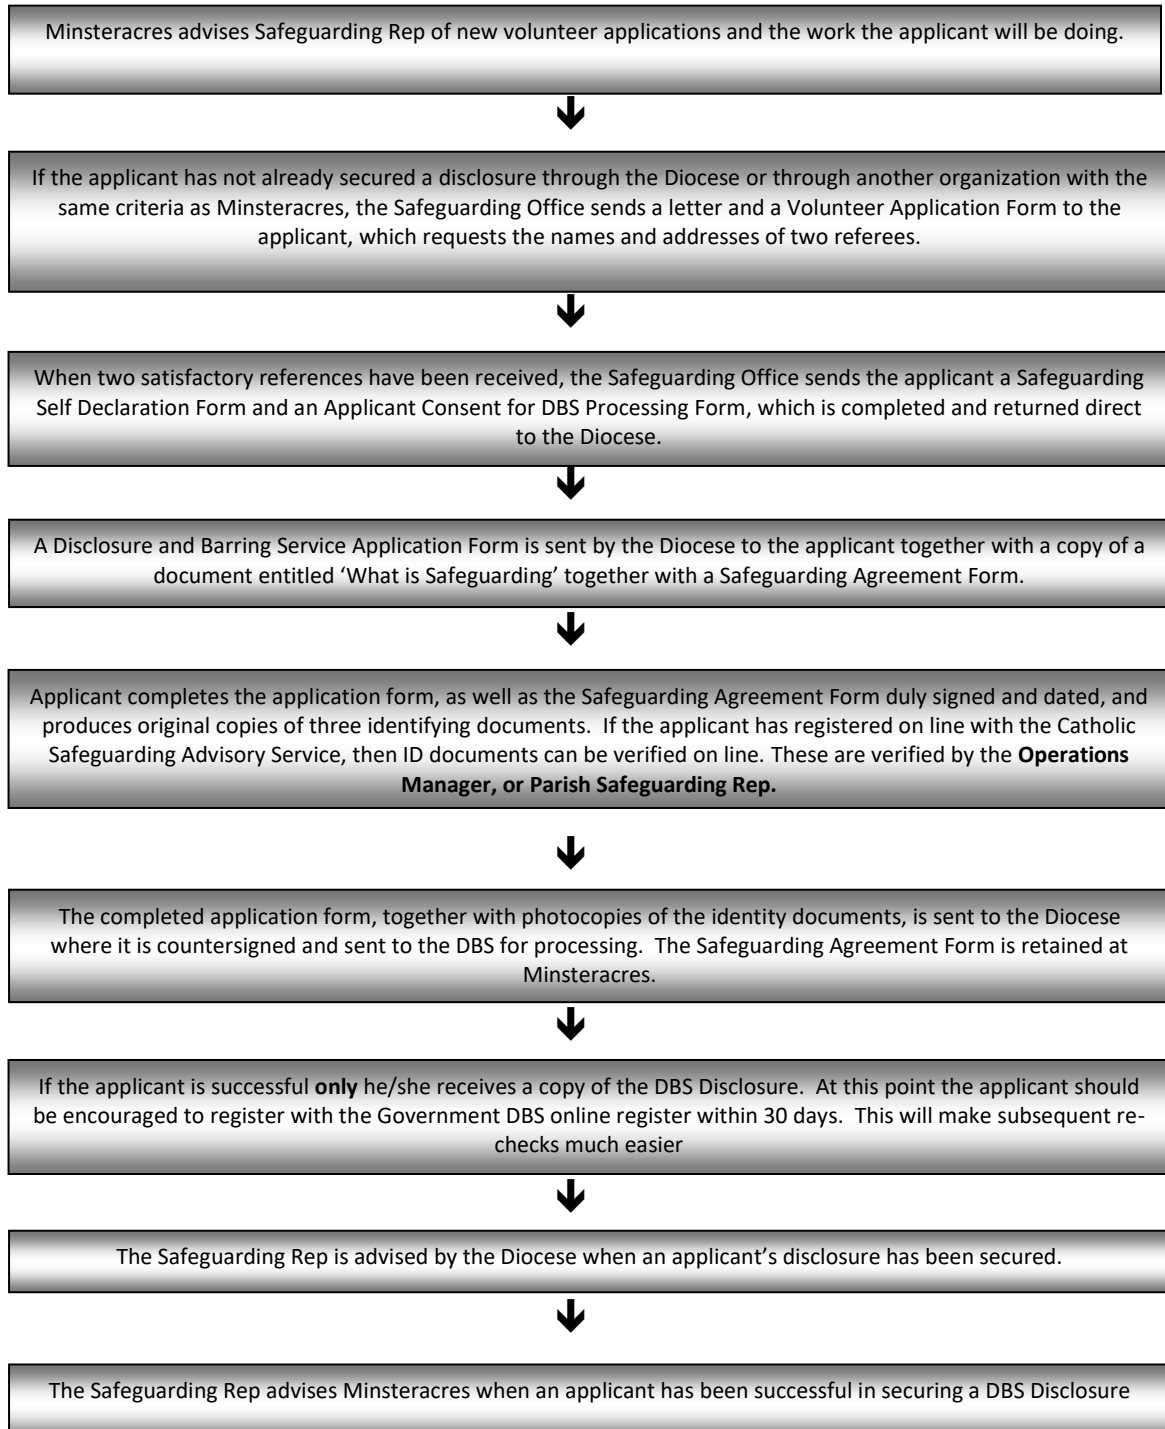 Minsteracres advises Safeguarding Rep of new volunteer applications and the work the applicant will be doing.
If the applicant has not already secured a disclosure through the Diocese or through another organization with the
same criteria as Minsteracres, the Safeguarding Office sends a letter and a Volunteer Application Form to the
applicant, which requests the names and addresses of two referees.
When two satisfactory references have been received, the Safeguarding Office sends the applicant a Safeguarding
Self Declaration Form and an Applicant Consent for DBS Processing Form, which is completed and returned direct
to the Diocese.
A Disclosure and Barring Service Application Form is sent by the Diocese to the applicant together with a copy of a
document entitled ‘What is Safeguarding’ together with a Safeguarding Agreement Form.
Applicant completes the application form, as well as the Safeguarding Agreement Form duly signed and dated, and
produces original copies of three identifying documents.  If the applicant has registered on line with the Catholic
Safeguarding Advisory Service, then ID documents can be verified on line. These are verified by the Operations
Manager, or Parish Safeguarding Rep.
The completed application form, together with photocopies of the identity documents, is sent to the Diocese
where it is countersigned and sent to the DBS for processing.  The Safeguarding Agreement Form is retained at
Minsteracres.
If the applicant is successful only he/she receives a copy of the DBS Disclosure.  At this point the applicant should
be encouraged to register with the Government DBS online register within 30 days.  This will make subsequent re-
checks much easier
The Safeguarding Rep is advised by the Diocese when an applicant’s disclosure has been secured.
The Safeguarding Rep advises Minsteracres when an applicant has been successful in securing a DBS Disclosure